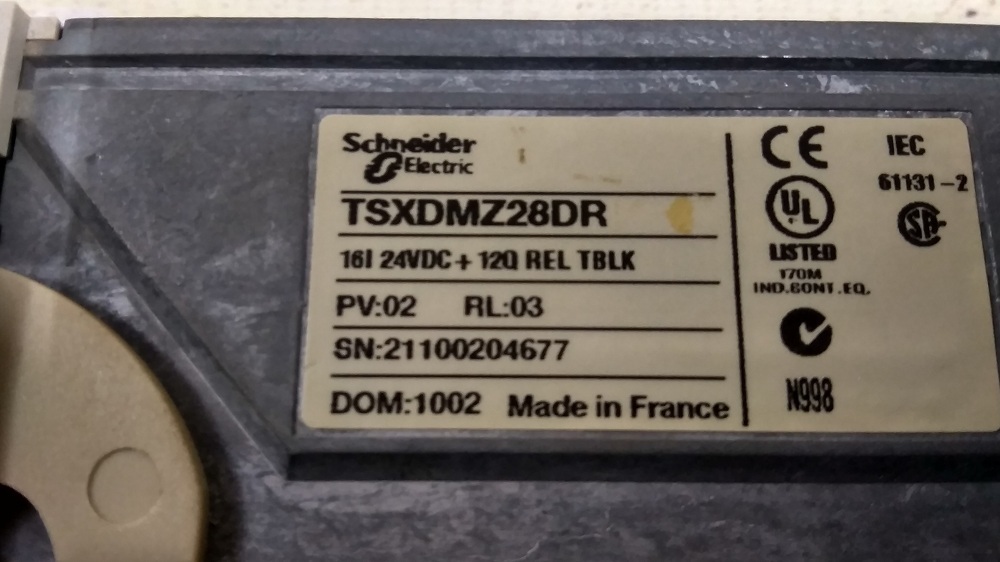 Schneider
Electric
TSXDMZ28DR
16I 24VDC + 12Q REL TBLK
PV:02 RL:03
SN:21100204677
DOM:1002 Made in France
CE
IEC
61131-2
UL
SA
LISTED
170M
IND.CONT.EQ.
N998